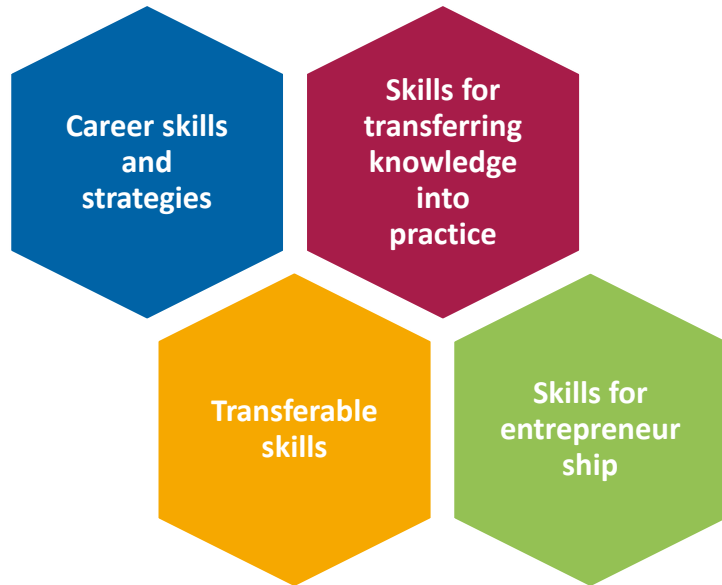 Career skills
and
strategies
Skills for
transferring
knowledge
into
practice
Transferable
skills
Skills for
entrepreneur
ship